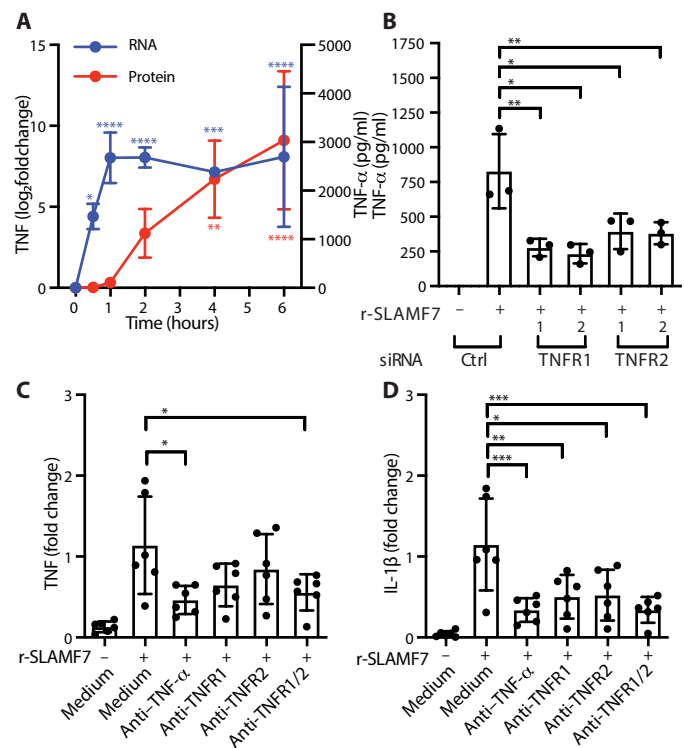 A
RNA
Protein
TNF (log₂foldchange)
15
10
5
0
*
****
****
***
****
**
****
5000
4000
3000
2000
1000
0
TNF-α (pg/ml)
0 1 2 3 4 5 6
Time (hours)
B
TNF-α (pg/ml)
1750
1500
1250
1000
750
500
250
0
**
*
*
**
r-SLAMF7 − + + + + +
1 2 1 2
siRNA Ctrl TNFR1 TNFR2
C
TNF (fold change)
3
2
1
0
*
*
r-SLAMF7 − + + + + +
Medium Medium Anti-TNF-α Anti-TNFR1 Anti-TNFR2 Anti-TNFR1/2
D
IL-1β (fold change)
3
2
1
0
***
*
**
***
r-SLAMF7 − + + + + +
Medium Medium Anti-TNF-α Anti-TNFR1 Anti-TNFR2 Anti-TNFR1/2